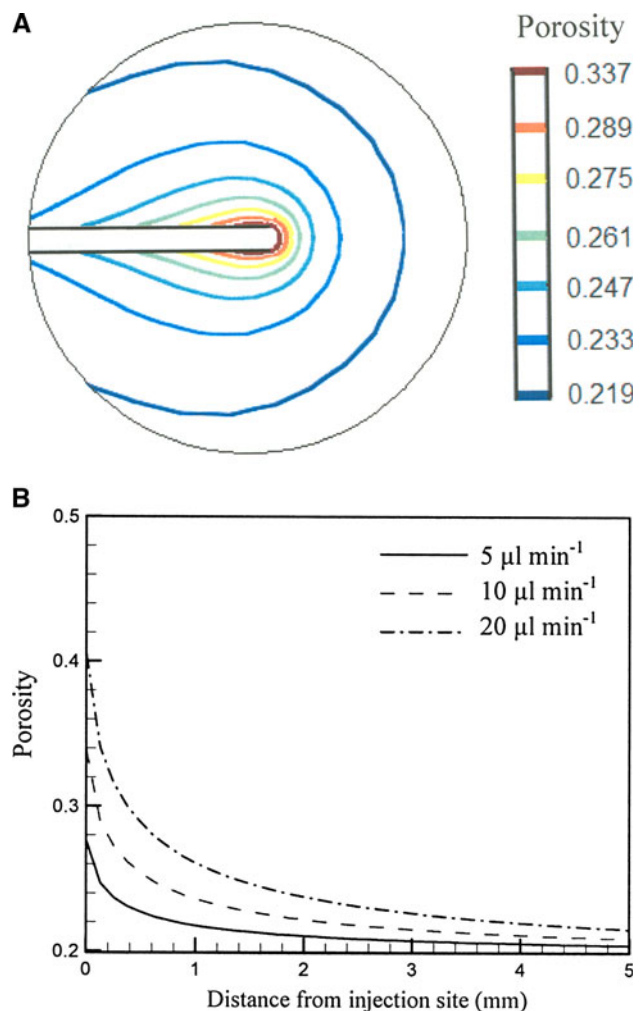 A
Porosity
0.337
0.289
0.275
0.261
0.247
0.233
0.219
B
0.5
0.4
0.3
0.2
Porosity
5 µl min-1
10 µl min-1
20 µl min-1
0 1 2 3 4 5
Distance from injection site (mm)